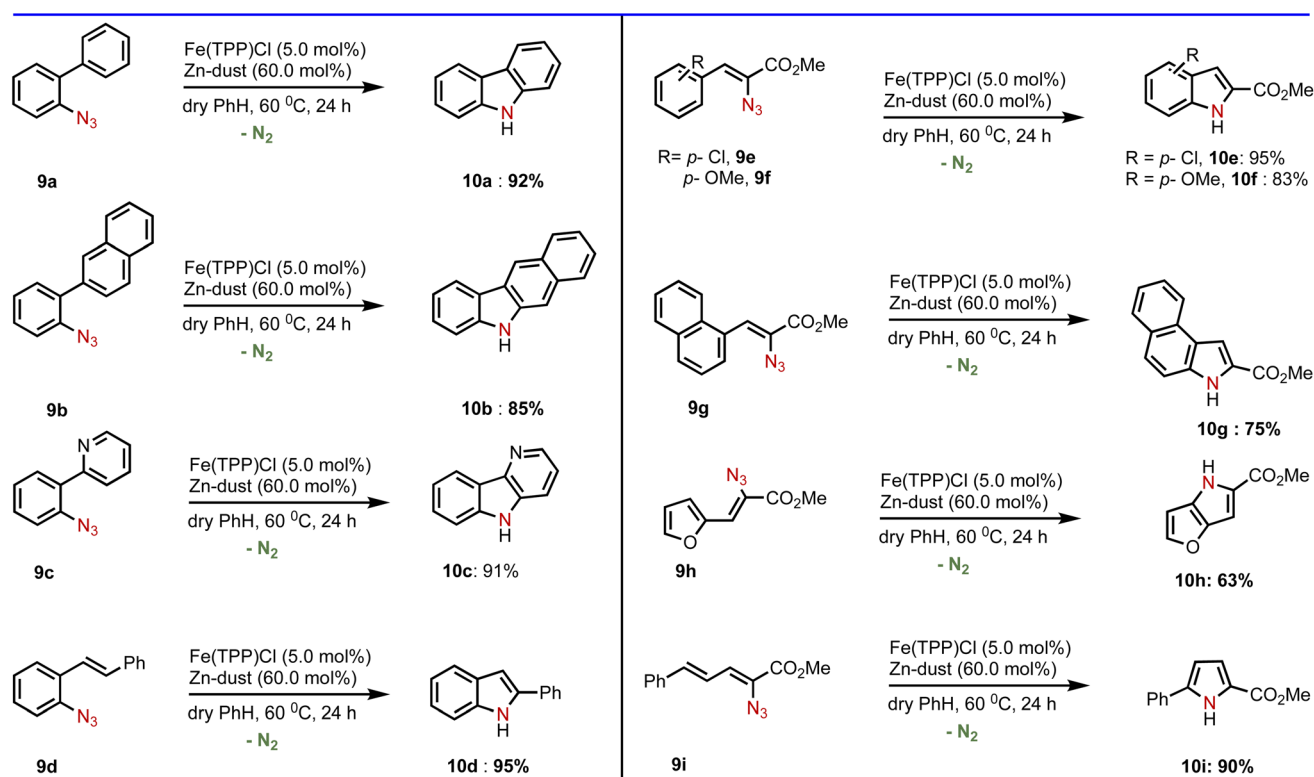 Fe(TPP)Cl (5.0 mol%)
Zn-dust (60.0 mol%)
dry PhH, 60 ⁰C, 24 h
- N₂
N₃
N
H
9a
10a : 92%
Fe(TPP)Cl (5.0 mol%)
Zn-dust (60.0 mol%)
dry PhH, 60 ⁰C, 24 h
- N₂
N₃
N
H
9b
10b : 85%
N
N₃
Fe(TPP)Cl (5.0 mol%)
Zn-dust (60.0 mol%)
dry PhH, 60 ⁰C, 24 h
- N₂
N
N
H
9c
10c: 91%
Ph
N₃
Fe(TPP)Cl (5.0 mol%)
Zn-dust (60.0 mol%)
dry PhH, 60 ⁰C, 24 h
- N₂
Ph
N
H
9d
10d : 95%
R
CO₂Me
N₃
R= p- Cl, 9e
p- OMe, 9f
Fe(TPP)Cl (5.0 mol%)
Zn-dust (60.0 mol%)
dry PhH, 60 ⁰C, 24 h
- N₂
R
CO₂Me
N
H
R = p- Cl, 10e: 95%
R = p- OMe, 10f : 83%
CO₂Me
N₃
9g
Fe(TPP)Cl (5.0 mol%)
Zn-dust (60.0 mol%)
dry PhH, 60 ⁰C, 24 h
- N₂
CO₂Me
N
H
10g : 75%
N₃
CO₂Me
O
9h
Fe(TPP)Cl (5.0 mol%)
Zn-dust (60.0 mol%)
dry PhH, 60 ⁰C, 24 h
- N₂
H
N
CO₂Me
O
10h: 63%
Ph
CO₂Me
N₃
9i
Fe(TPP)Cl (5.0 mol%)
Zn-dust (60.0 mol%)
dry PhH, 60 ⁰C, 24 h
- N₂
Ph
N
H
CO₂Me
10i: 90%